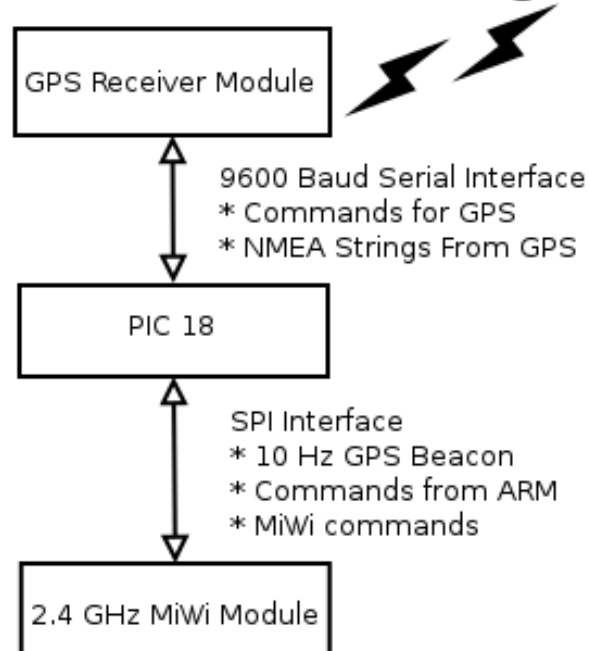 GPS Receiver Module
9600 Baud Serial Interface
* Commands for GPS
* NMEA Strings From GPS
PIC 18
SPI Interface
* 10 Hz GPS Beacon
* Commands from ARM
* MiWi commands
2.4 GHz MiWi Module